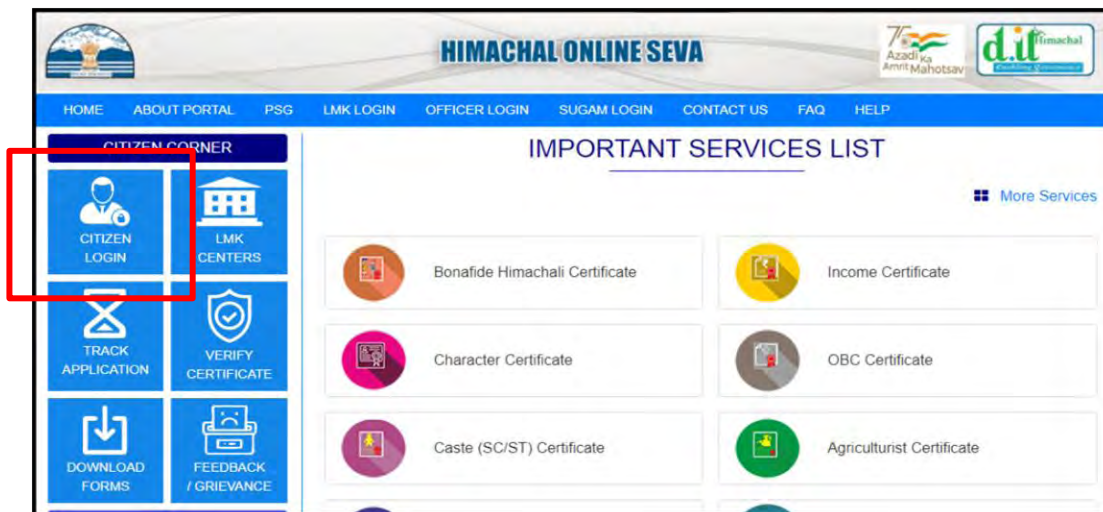 HIMACHAL ONLINE SEVA
75
Azadi Ka
Amrit Mahotsav
d.it Himachal
HOME ABOUT PORTAL PSG LMK LOGIN OFFICER LOGIN SUGAM LOGIN CONTACT US FAQ HELP
CITIZEN CORNER
CITIZEN
LOGIN
LMK
CENTERS
TRACK
APPLICATION
VERIFY
CERTIFICATE
DOWNLOAD
FORMS
FEEDBACK
/ GRIEVANCE
IMPORTANT SERVICES LIST
More Services
Bonafide Himachali Certificate
Income Certificate
Character Certificate
OBC Certificate
Caste (SC/ST) Certificate
Agriculturist Certificate